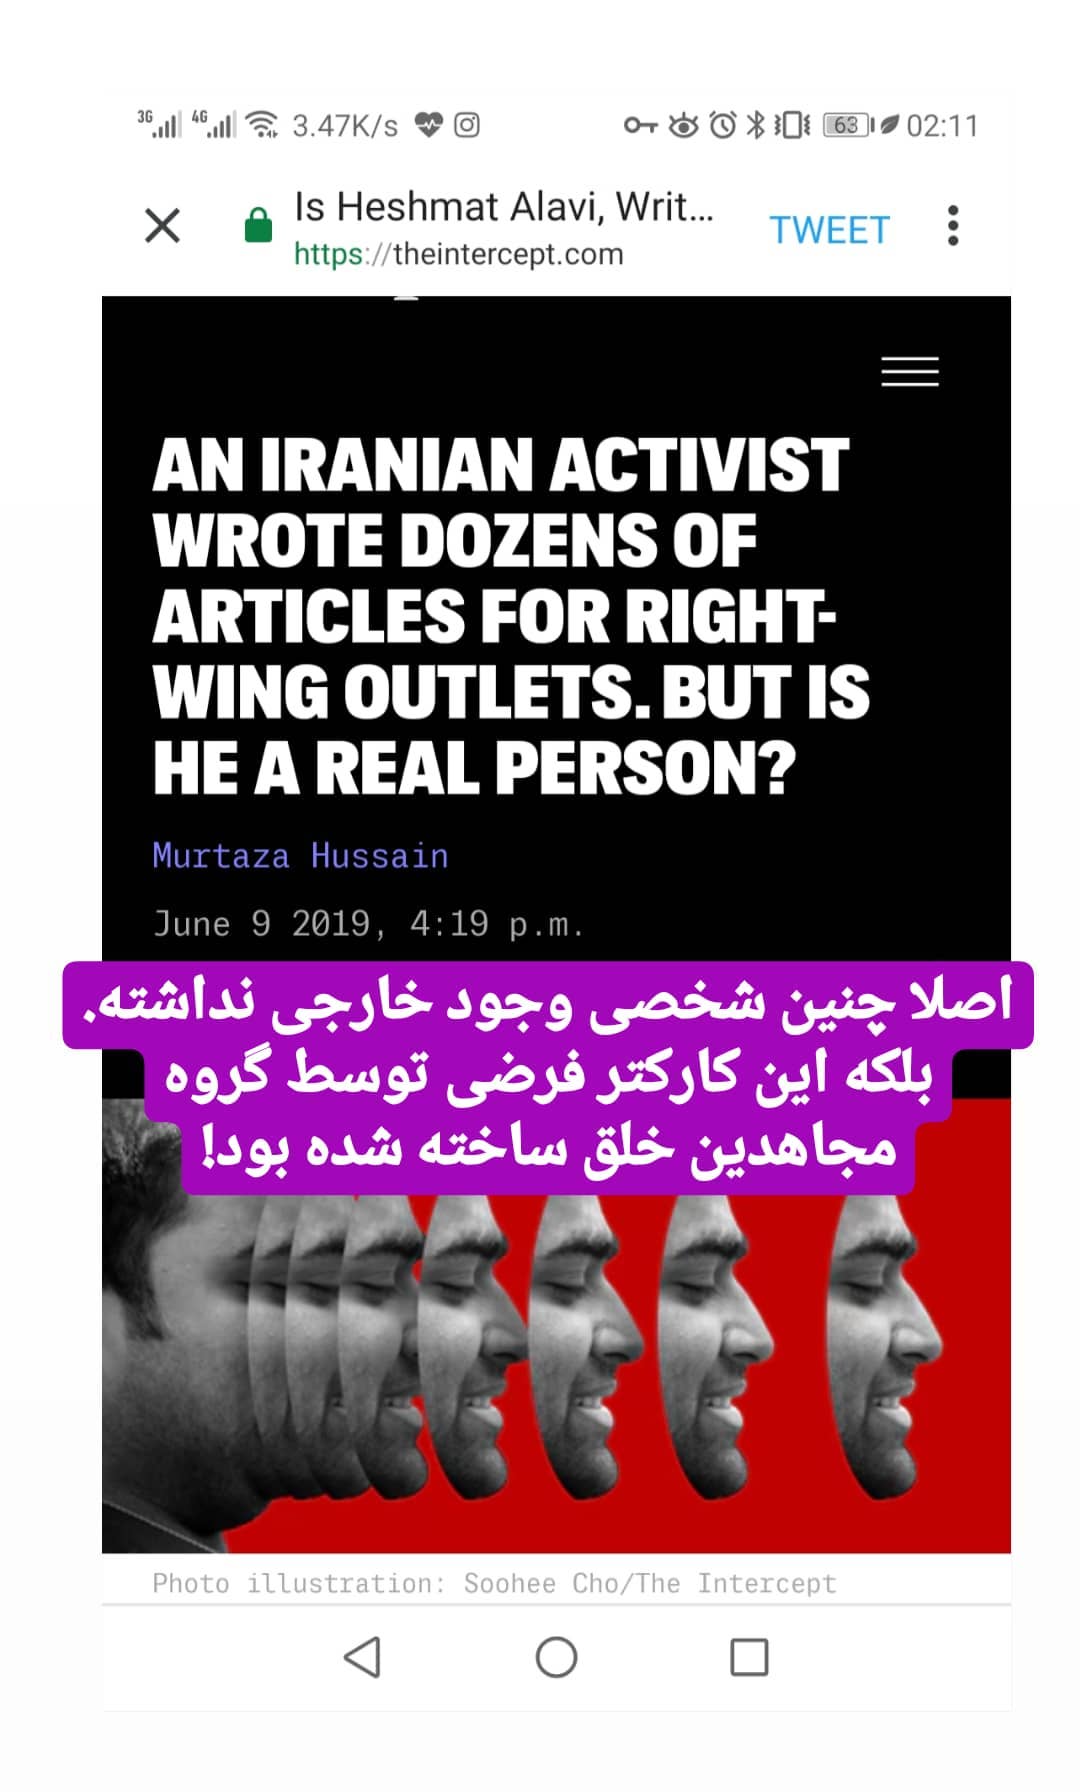 3G 4G 3.47K/s 63 02:11
Is Heshmat Alavi, Writ...
https://theintercept.com
TWEET
AN IRANIAN ACTIVIST
WROTE DOZENS OF
ARTICLES FOR RIGHT-
WING OUTLETS. BUT IS
HE A REAL PERSON?
Murtaza Hussain
June 9 2019, 4:19 p.m.
اصلا چنین شخصی وجود خارجی نداشته.
بلکه این کارکتر فرضی توسط گروه
مجاهدین خلق ساخته شده بود!
Photo illustration: Soohee Cho/The Intercept